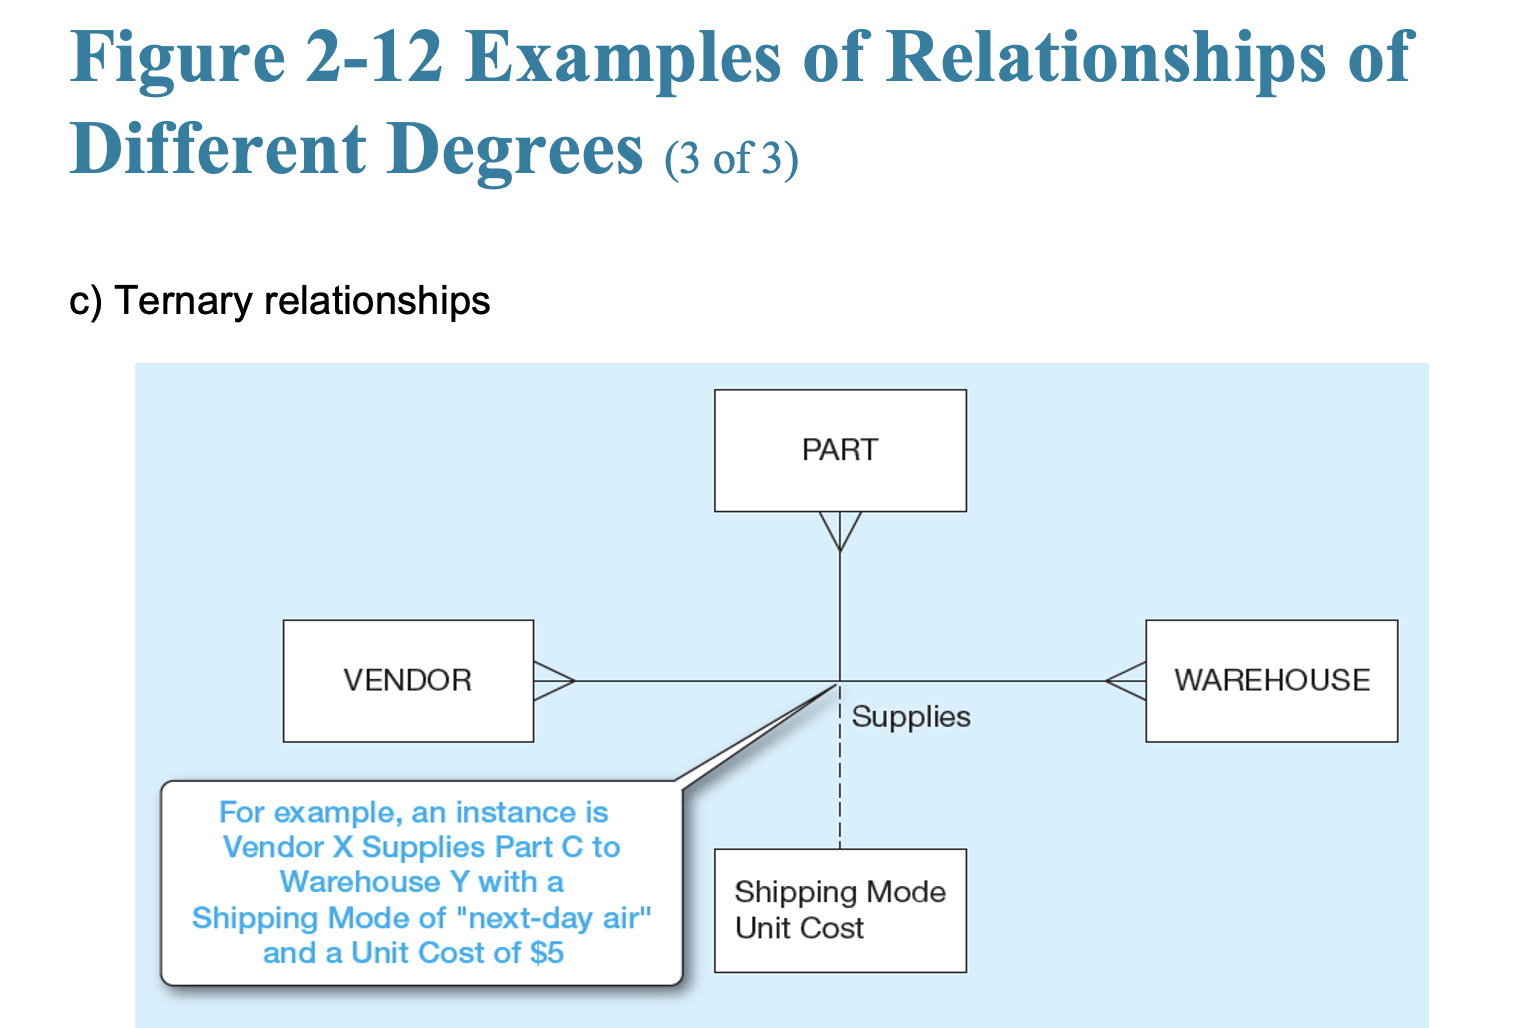 Figure 2-12 Examples of Relationships of
Different Degrees (3 of 3)
c) Ternary relationships
PART
VENDOR
WAREHOUSE
Supplies
For example, an instance is
Vendor X Supplies Part C to
Warehouse Y with a
Shipping Mode of "next-day air"
and a Unit Cost of $5
Shipping Mode
Unit Cost